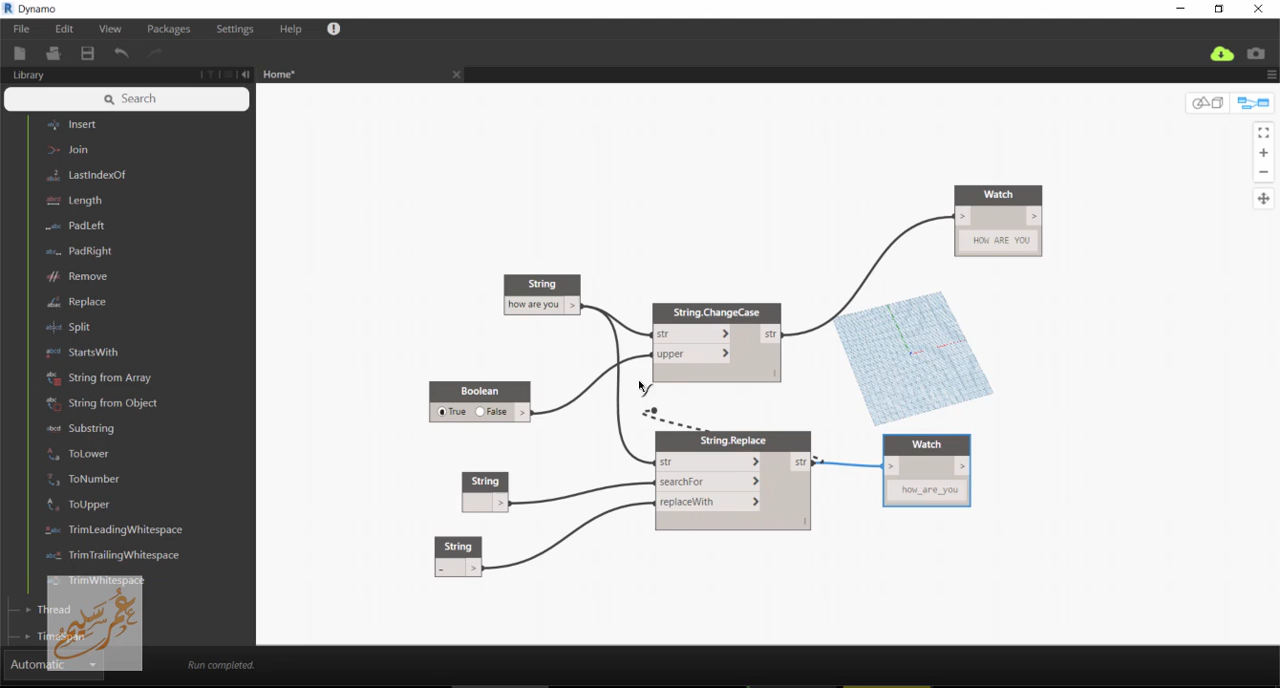 Dynamo
File Edit View Packages Settings Help
Library
Home*
Search
Insert
Join
LastIndexOf
Length
PadLeft
PadRight
Remove
Replace
Split
StartsWith
String from Array
String from Object
Substring
ToLower
ToNumber
ToUpper
TrimLeadingWhitespace
TrimTrailingWhitespace
TrimWhitespace
Thread
TimeSpan
Automatic
Run completed.
Watch
> >
HOW ARE YOU
String
how are you >
String.ChangeCase
str > str
upper >
Boolean
True False >
String.Replace
str > str
searchFor >
replaceWith >
Watch
> >
how_are_you
String
>
String
_ >
عمر سليم